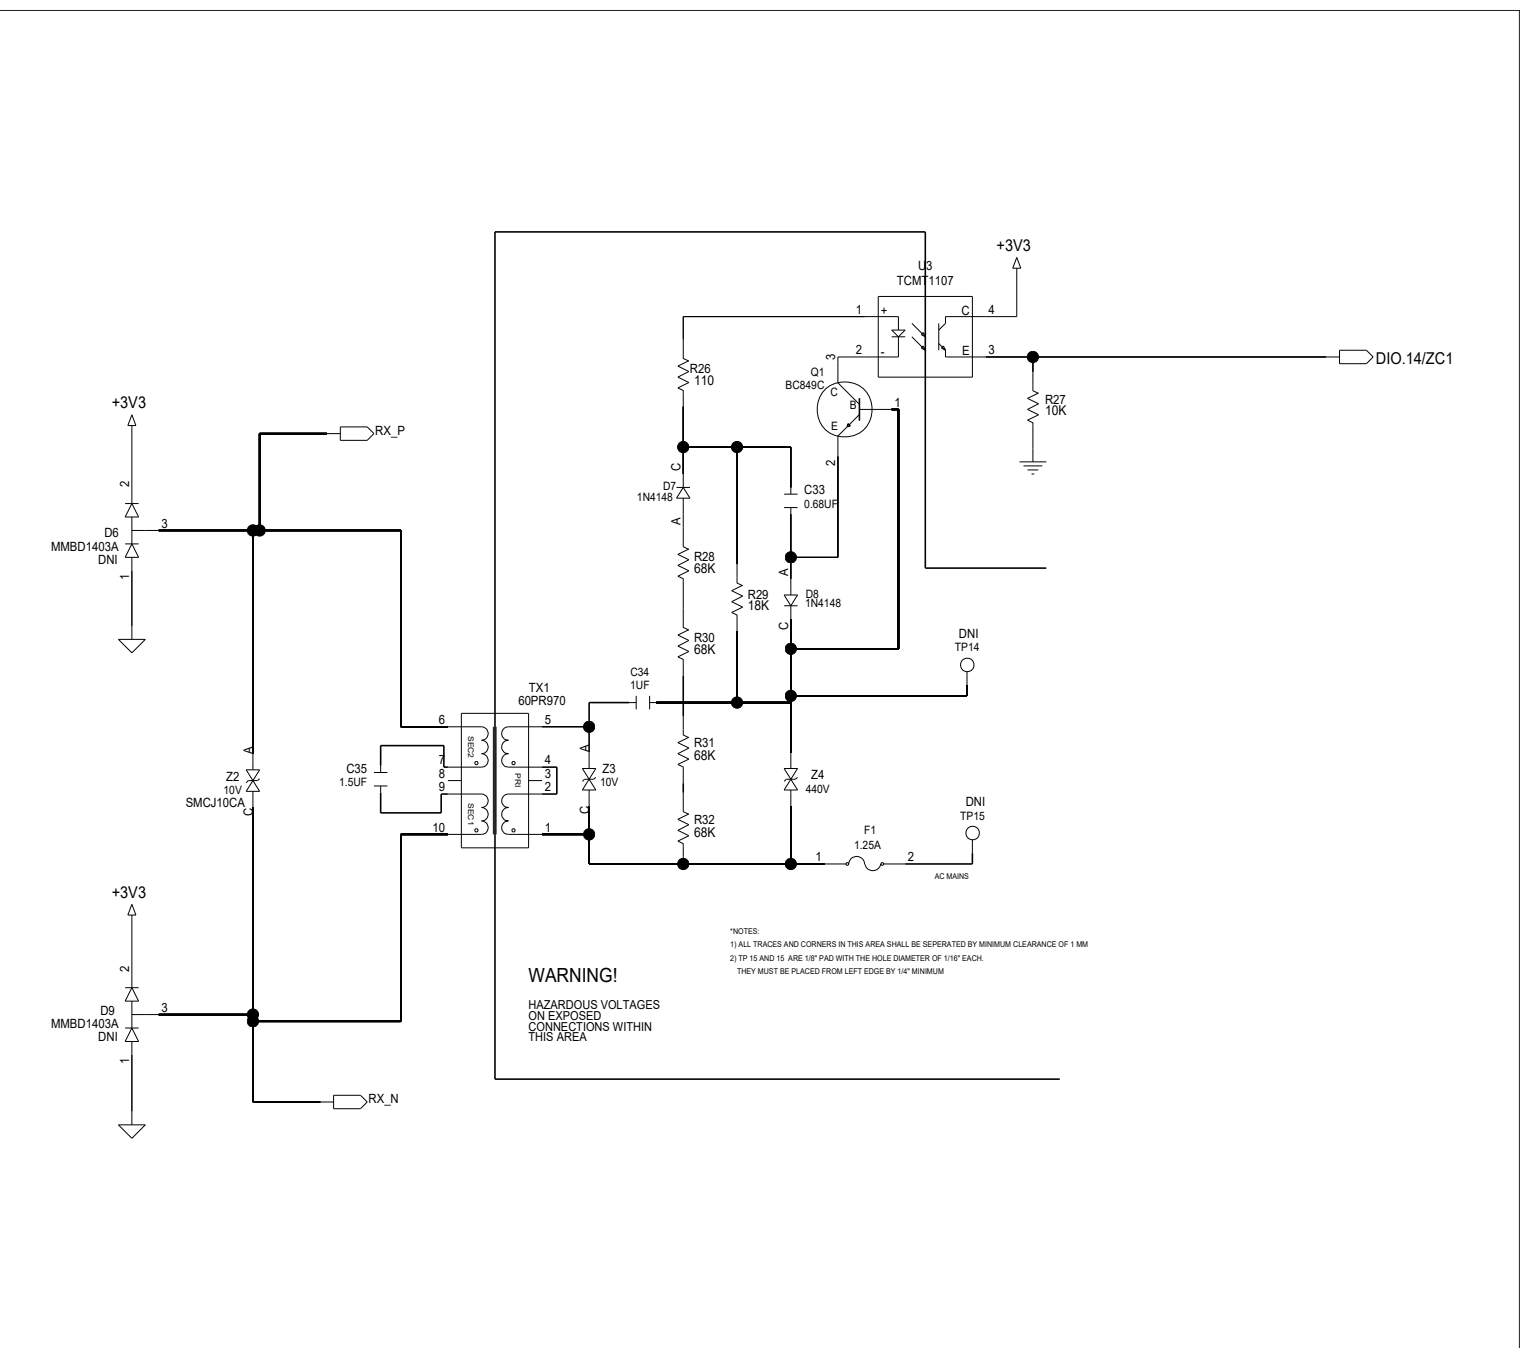 +3V3
U3
TCMT1107
1
+
C
4
2
-
E
3
DIO.14/ZC1
R26
110
3
Q1
BC849C
C
B
E
1
2
R27
10K
+3V3
RX_P
2
D6
MMBD1403A
DNI
3
1
C
D7
1N4148
A
C33
0.68UF
R28
68K
A
D8
1N4148
C
R29
18K
R30
68K
DNI
TP14
C34
1UF
TX1
60PR970
6
5
SEC2
7
4
8
3
PRI
9
2
SEC1
10
1
C35
1.5UF
A
Z2
10V
SMCJ10CA
C
A
Z3
10V
C
R31
68K
Z4
440V
R32
68K
DNI
TP15
F1
1.25A
1
2
AC MAINS
+3V3
2
D9
MMBD1403A
DNI
3
1
RX_N
*NOTES:
1) ALL TRACES AND CORNERS IN THIS AREA SHALL BE SEPERATED BY MINIMUM CLEARANCE OF 1 MM
2) TP 15 AND 15 ARE 1/8" PAD WITH THE HOLE DIAMETER OF 1/16" EACH.
THEY MUST BE PLACED FROM LEFT EDGE BY 1/4" MINIMUM
WARNING!
HAZARDOUS VOLTAGES
ON EXPOSED
CONNECTIONS WITHIN
THIS AREA